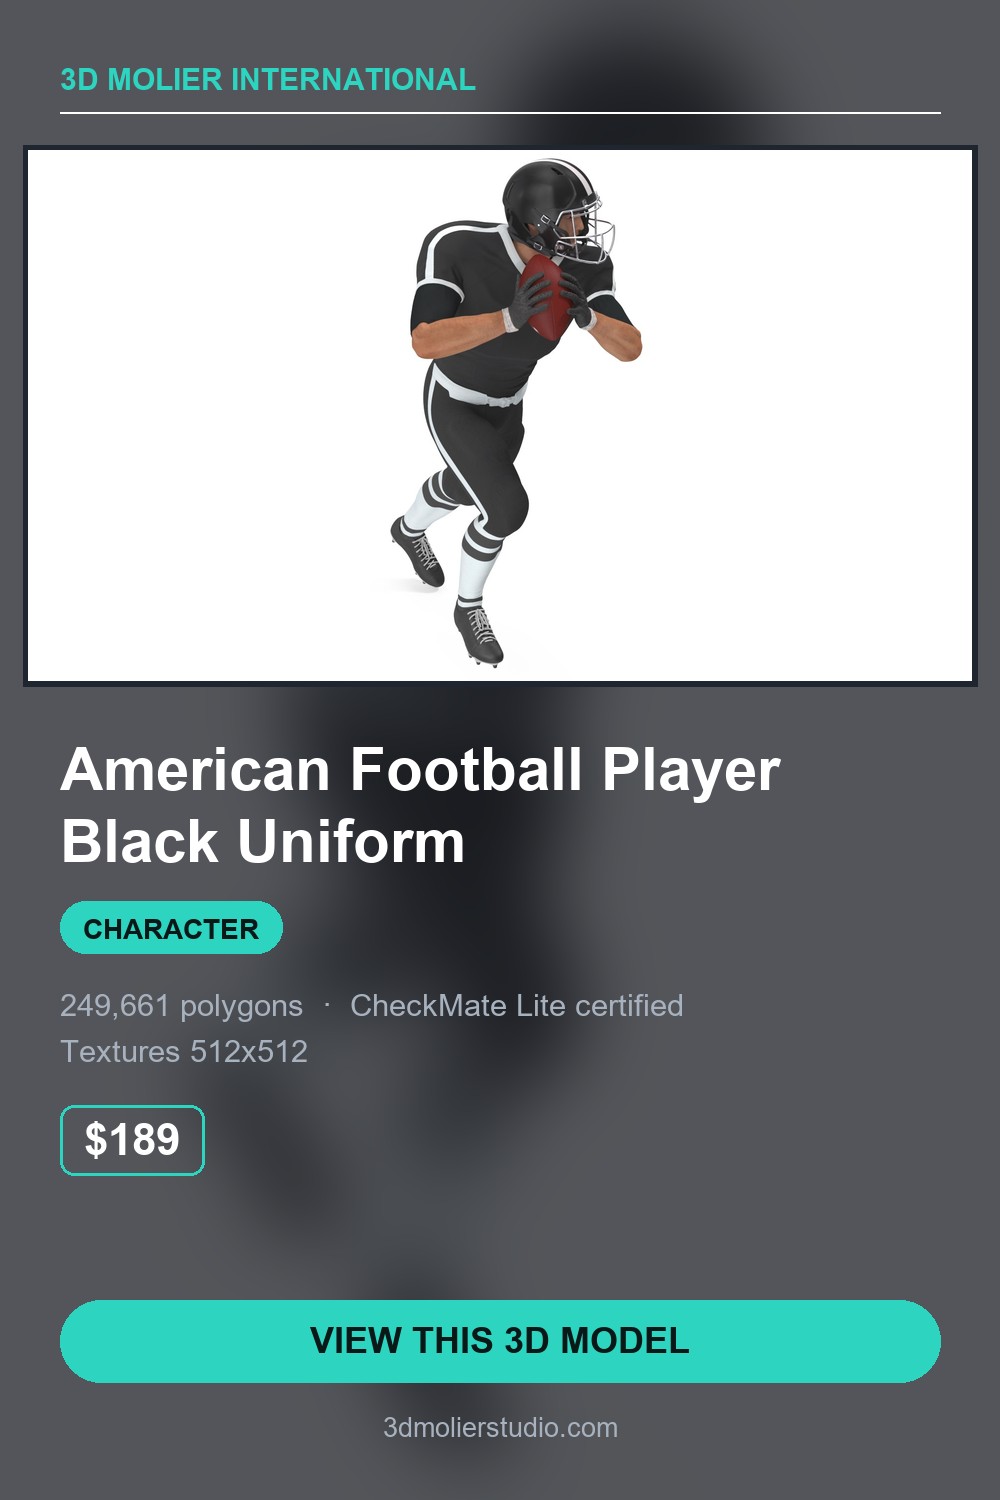 3D MOLIER INTERNATIONAL
American Football Player
Black Uniform
CHARACTER
249,661 polygons · CheckMate Lite certified
Textures 512x512
$189
VIEW THIS 3D MODEL
3dmolierstudio.com